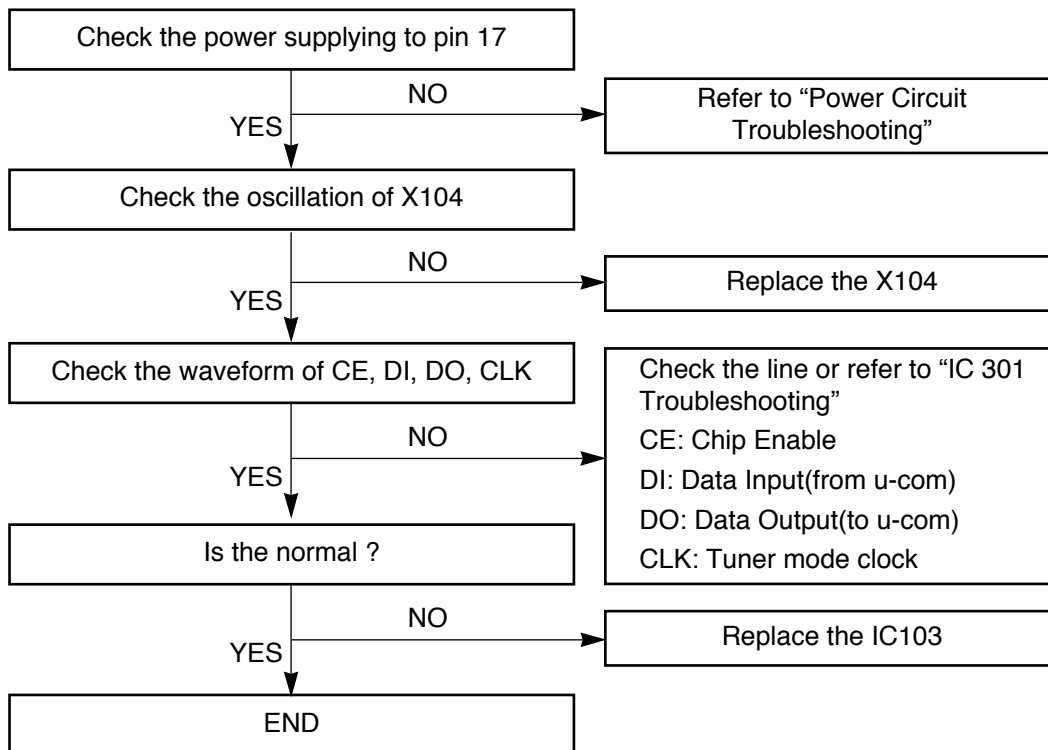 Check the power supplying to pin 17
NO
YES
Refer to “Power Circuit
Troubleshooting”
Check the oscillation of X104
NO
YES
Replace the X104
Check the waveform of CE, DI, DO, CLK
NO
YES
Check the line or refer to “IC 301
Troubleshooting”
CE: Chip Enable
DI: Data Input(from u-com)
DO: Data Output(to u-com)
CLK: Tuner mode clock
Is the normal ?
NO
YES
Replace the IC103
END